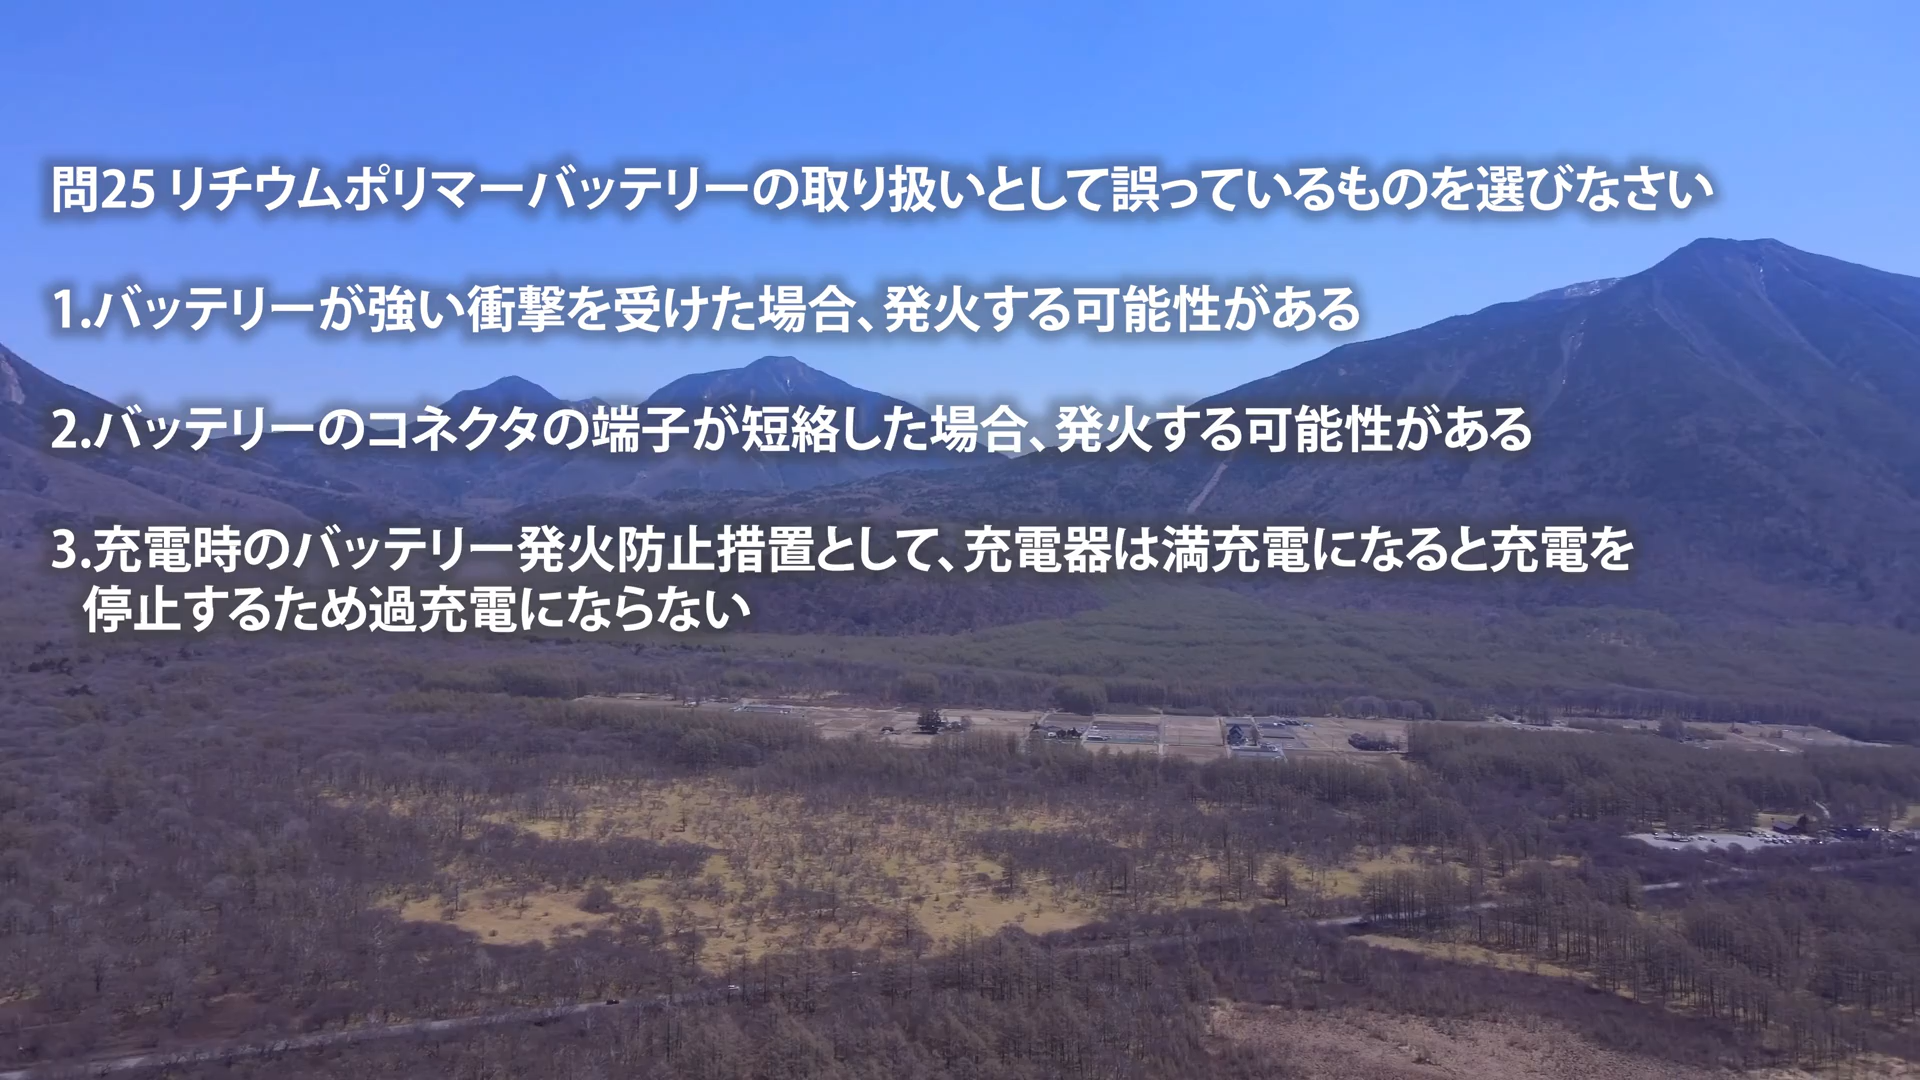 問25 リチウムポリマーバッテリーの取り扱いとして誤っているものを選びなさい
1.バッテリーが強い衝撃を受けた場合、発火する可能性がある
2.バッテリーのコネクタの端子が短絡した場合、発火する可能性がある
3.充電時のバッテリー発火防止措置として、充電器は満充電になると充電を
停止するため過充電にならない